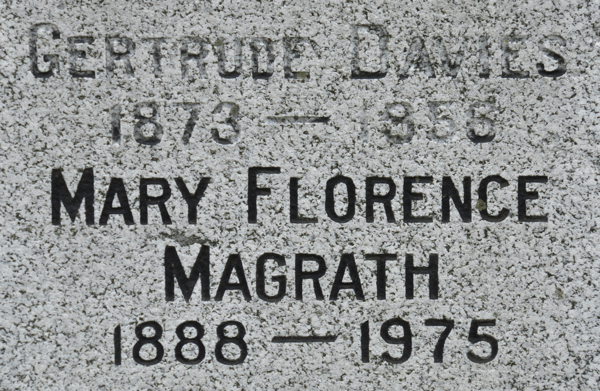 GERTRUDE DAVIES
1873 —
MARY FLORENCE
MAGRATH
1888 — 1975